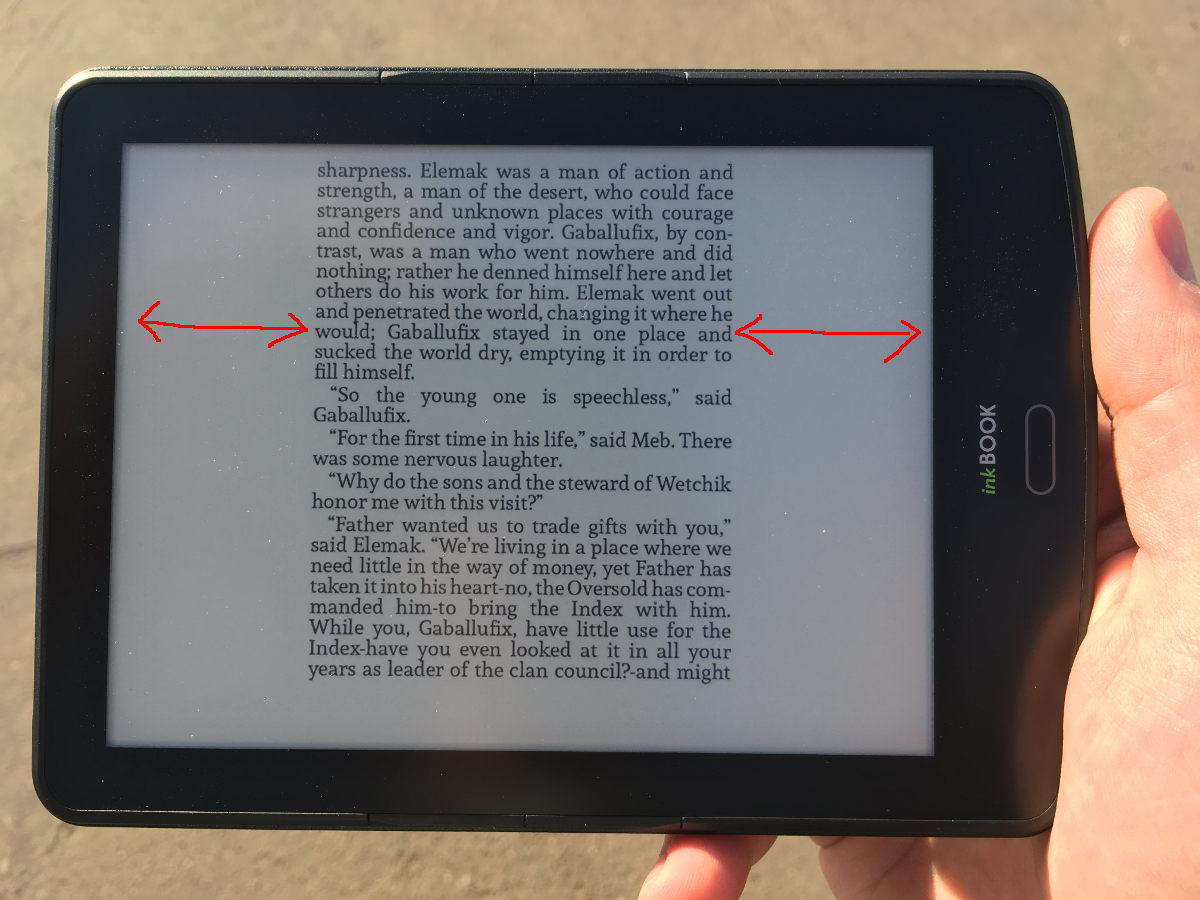 sharpness. Elemak was a man of action and
strength, a man of the desert, who could face
strangers and unknown places with courage
and confidence and vigor. Gaballufix, by con-
trast, was a man who went nowhere and did
nothing; rather he denned himself here and let
others do his work for him. Elemak went out
and penetrated the world, changing it where he
would; Gaballufix stayed in one place and
sucked the world dry, emptying it in order to
fill himself.
“So the young one is speechless,” said
Gaballufix.
“For the first time in his life,” said Meb. There
was some nervous laughter.
“Why do the sons and the steward of Wetchik
honor me with this visit?”
“Father wanted us to trade gifts with you,”
said Elemak. “We’re living in a place where we
need little in the way of money, yet Father has
taken it into his heart-no, the Oversold has com-
manded him-to bring the Index with him.
While you, Gaballufix, have little use for the
Index-have you even looked at it in all your
years as leader of the clan council?-and might
inkBOOK